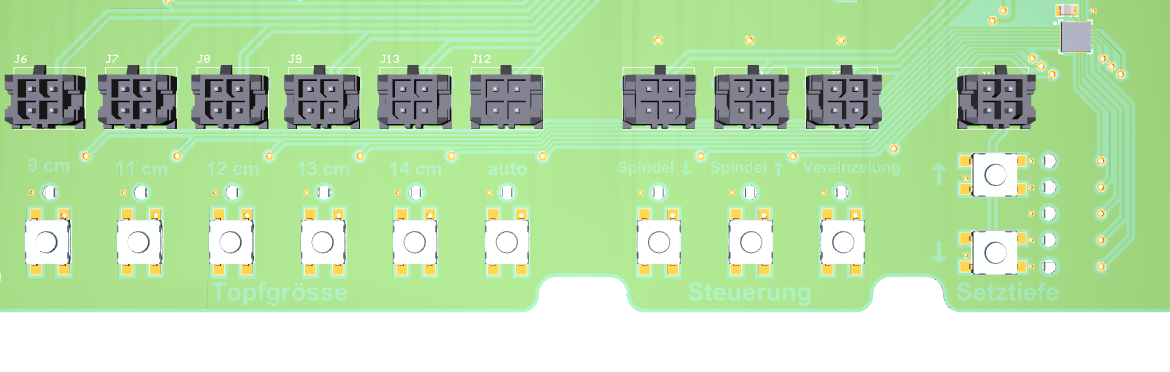 J6 J7 J8 J9 J13 J12
9 cm 11 cm 12 cm 13 cm 14 cm auto Spindel ↓ Spindel ↑ Vereinzelung ↑
↓
Topfgrösse Steuerung Setztiefe